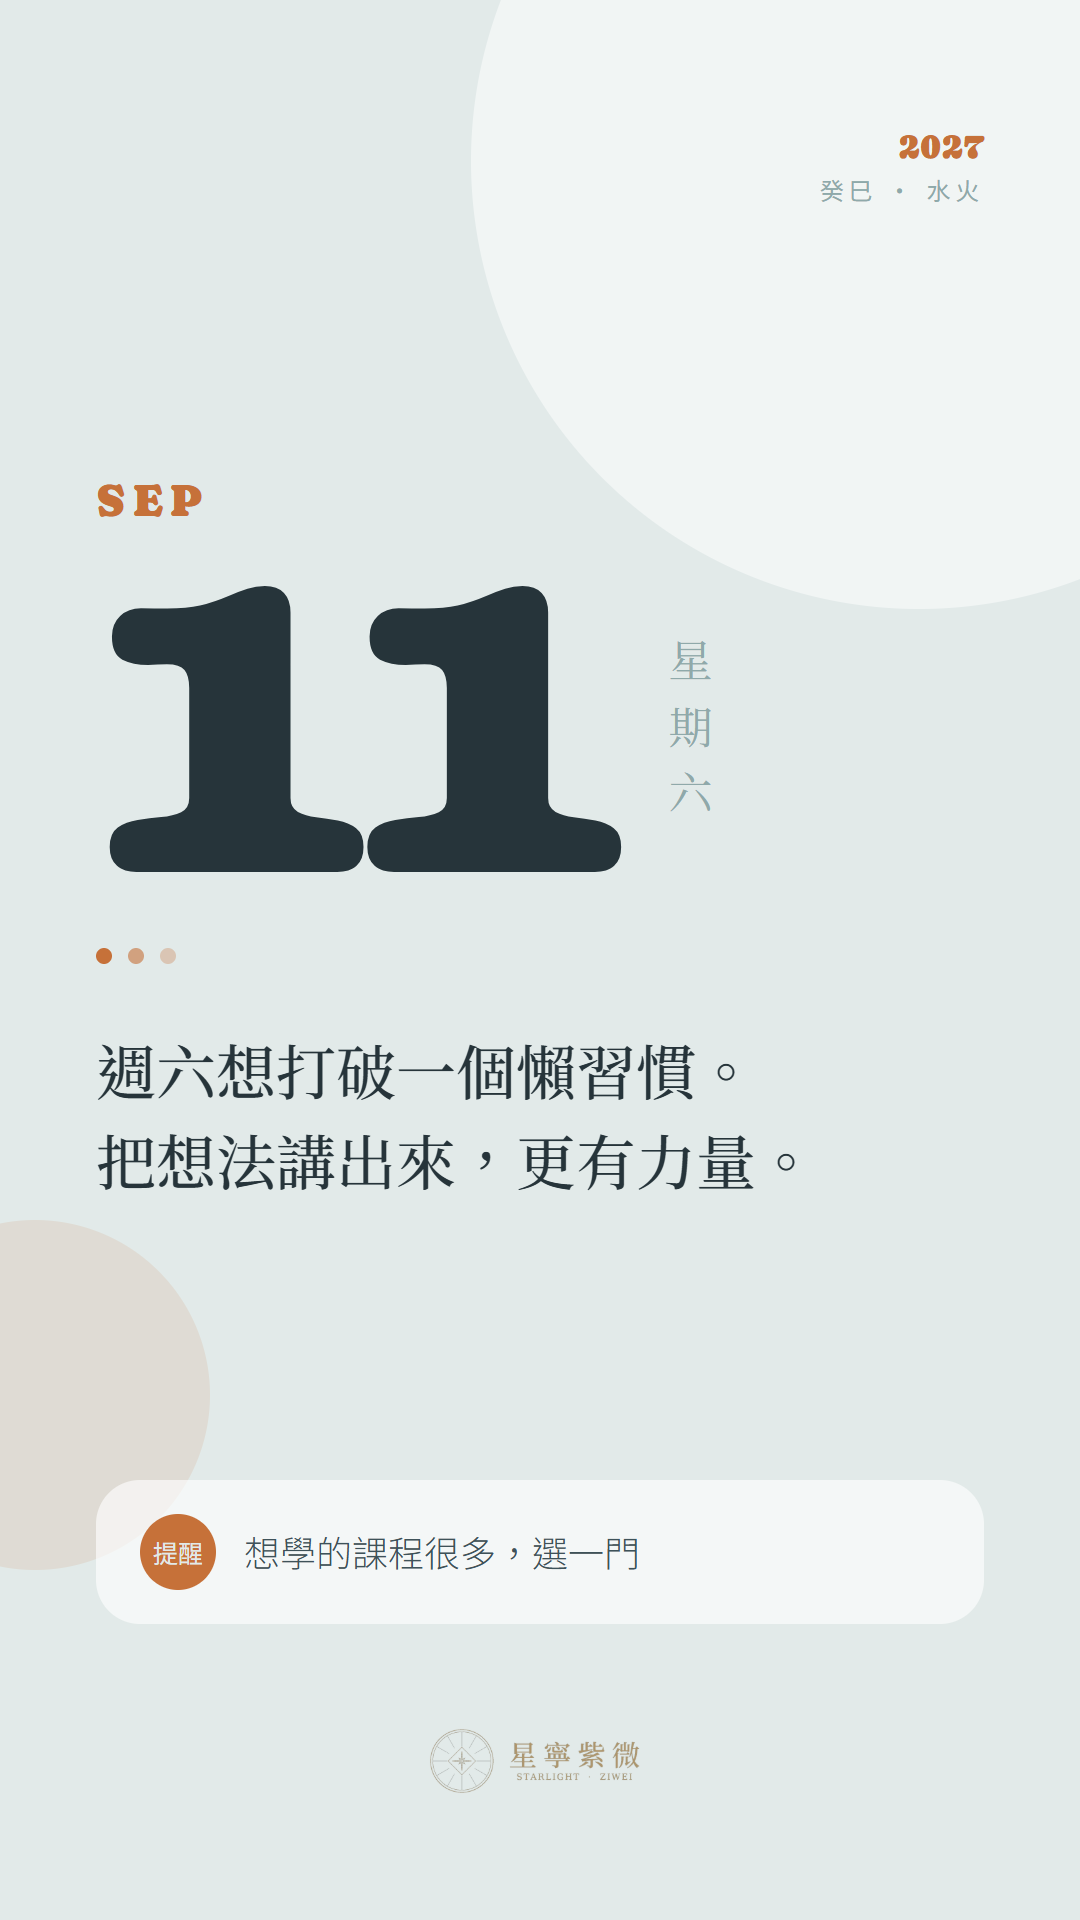 2027
癸巳 · 水火
SEP
11
星期六
週六想打破一個懶習慣。
把想法講出來，更有力量。
提醒
想學的課程很多，選一門
星寧紫微
STARLIGHT · ZIWEI